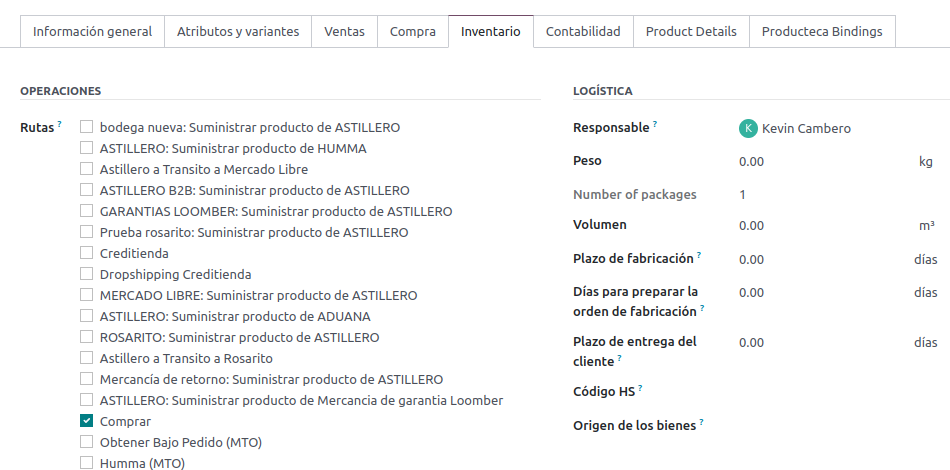 Información general
Atributos y variantes
Ventas
Compra
Inventario
Contabilidad
Product Details
Producteca Bindings
OPERACIONES
Rutas ?
bodega nueva: Suministrar producto de ASTILLERO
ASTILLERO: Suministrar producto de HUMMA
Astillero a Transito a Mercado Libre
ASTILLERO B2B: Suministrar producto de ASTILLERO
GARANTIAS LOOMBER: Suministrar producto de ASTILLERO
Prueba rosarito: Suministrar producto de ASTILLERO
Creditienda
Dropshipping Creditienda
MERCADO LIBRE: Suministrar producto de ASTILLERO
ASTILLERO: Suministrar producto de ADUANA
ROSARITO: Suministrar producto de ASTILLERO
Astillero a Transito a Rosarito
Mercancía de retorno: Suministrar producto de ASTILLERO
ASTILLERO: Suministrar producto de Mercancia de garantia Loomber
Comprar
Obtener Bajo Pedido (MTO)
Humma (MTO)
LOGÍSTICA
Responsable ? K Kevin Cambero
Peso 0.00 kg
Number of packages 1
Volumen 0.00 m³
Plazo de fabricación ? 0.00 días
Días para preparar la 0.00 días
orden de fabricación ?
Plazo de entrega del 0.00 días
cliente ?
Código HS ?
Origen de los bienes ?